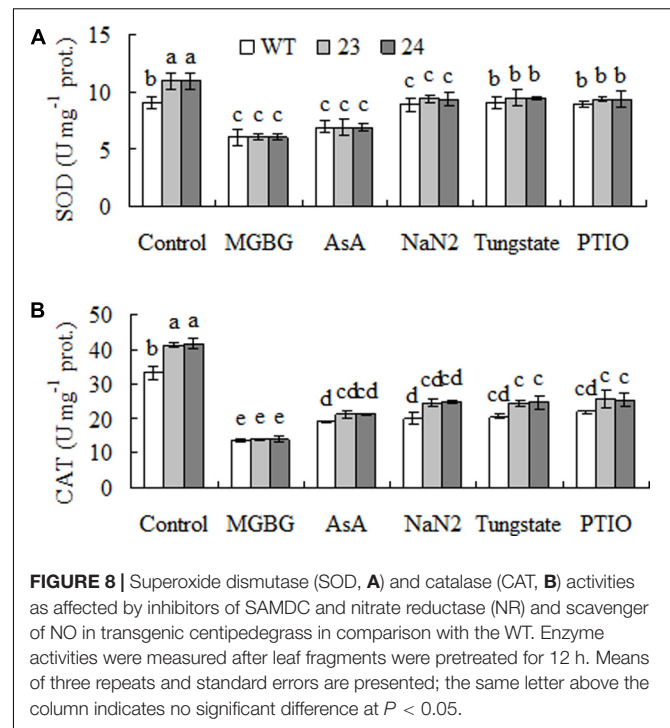 A
15
WT 23 24
a a
b
c c c
b b b
b b b
10
c c c
c c c
5
0
SOD (U mg⁻¹ prot.)
Control MGBG AsA NaN2 Tungstate PTIO
B
50
a a
40
b
30
cd cd
c c
c c
d cd cd
d
cd
cd
20
e e e
10
0
CAT (U mg⁻¹ prot.)
Control MGBG AsA NaN2 Tungstate PTIO
FIGURE 8 | Superoxide dismutase (SOD, A) and catalase (CAT, B) activities
as affected by inhibitors of SAMDC and nitrate reductase (NR) and scavenger
of NO in transgenic centipedegrass in comparison with the WT. Enzyme
activities were measured after leaf fragments were pretreated for 12 h. Means
of three repeats and standard errors are presented; the same letter above the
column indicates no significant difference at P < 0.05.